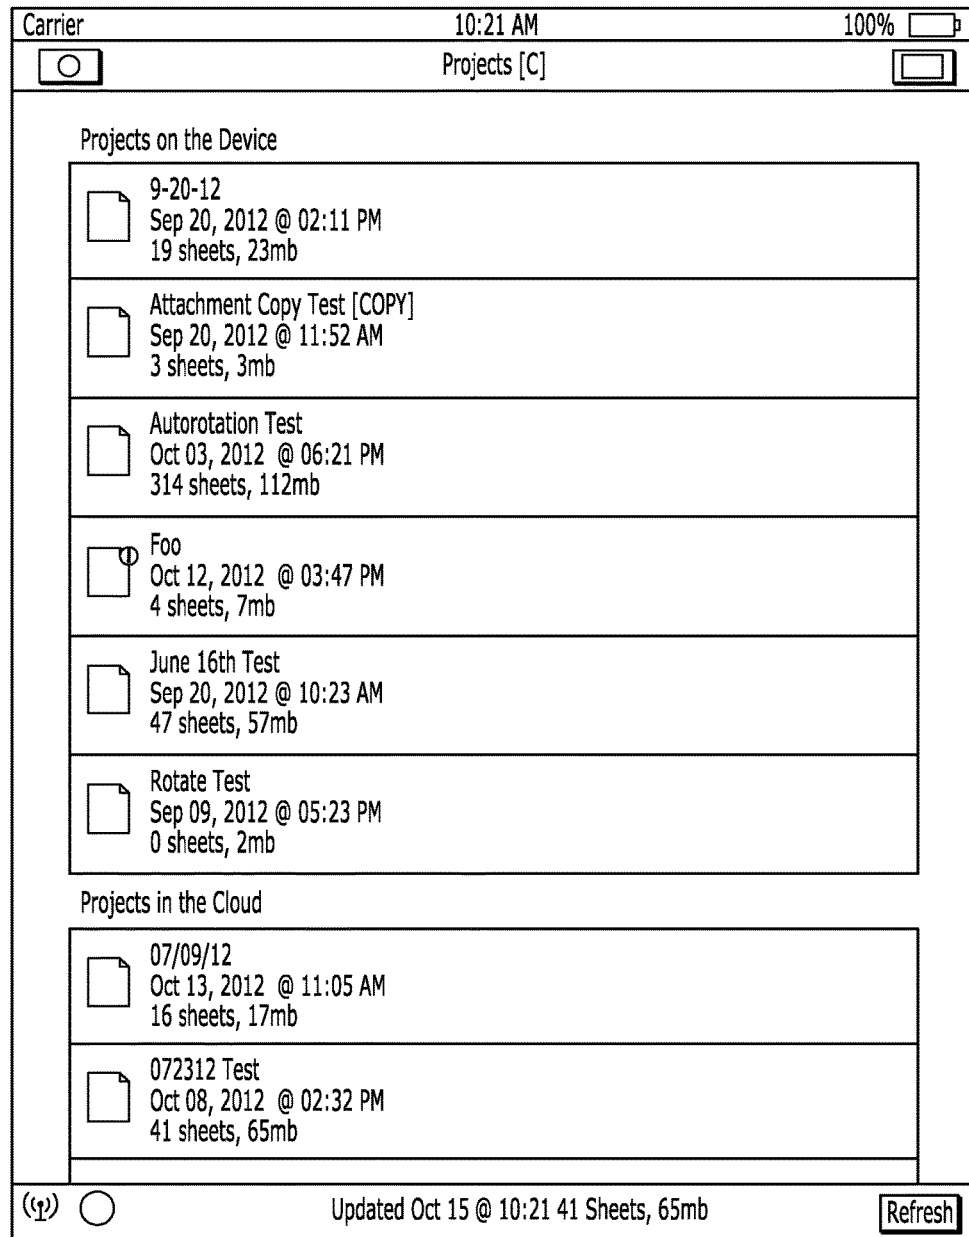 Carrier 10:21 AM 100%
Projects [C]
Projects on the Device
9-20-12
Sep 20, 2012 @ 02:11 PM
19 sheets, 23mb
Attachment Copy Test [COPY]
Sep 20, 2012 @ 11:52 AM
3 sheets, 3mb
Autorotation Test
Oct 03, 2012 @ 06:21 PM
314 sheets, 112mb
Foo
Oct 12, 2012 @ 03:47 PM
4 sheets, 7mb
June 16th Test
Sep 20, 2012 @ 10:23 AM
47 sheets, 57mb
Rotate Test
Sep 09, 2012 @ 05:23 PM
0 sheets, 2mb
Projects in the Cloud
07/09/12
Oct 13, 2012 @ 11:05 AM
16 sheets, 17mb
072312 Test
Oct 08, 2012 @ 02:32 PM
41 sheets, 65mb
Updated Oct 15 @ 10:21 41 Sheets, 65mb Refresh